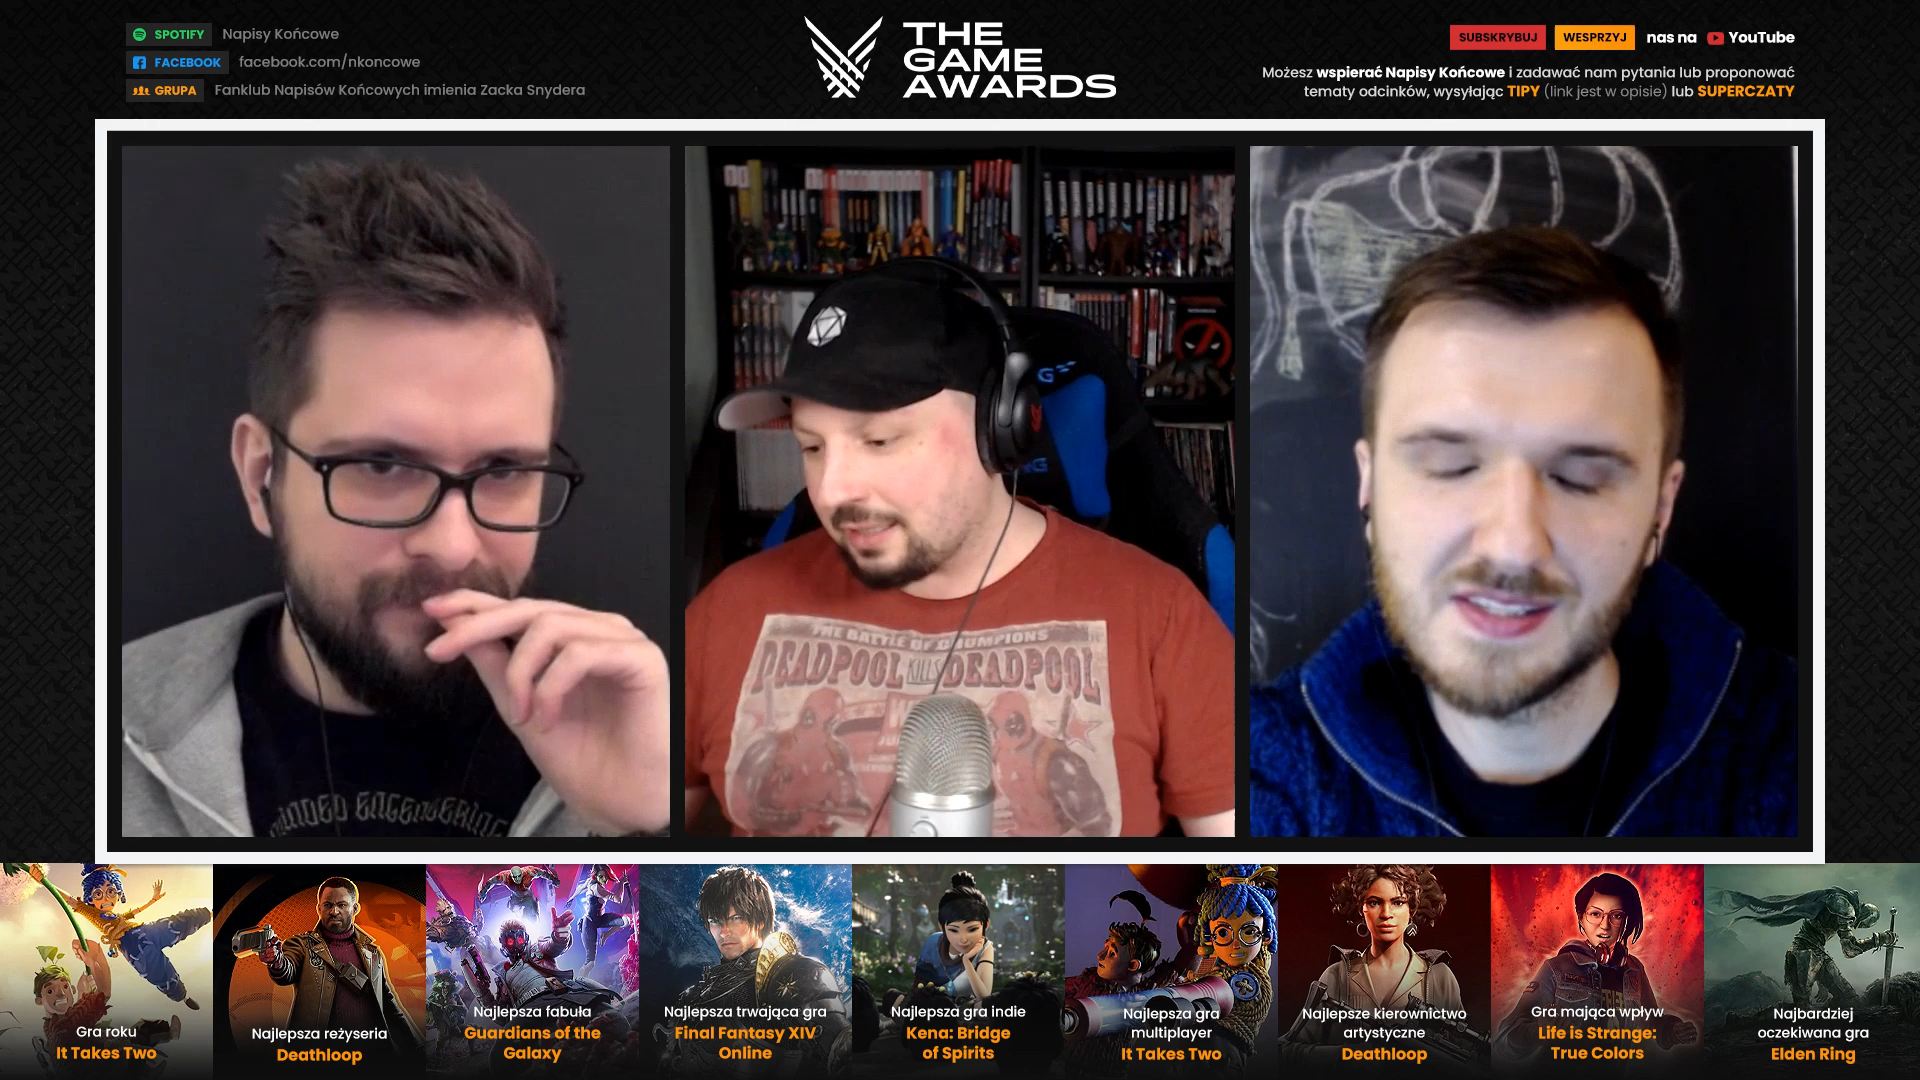 SPOTIFY Napisy Końcowe
FACEBOOK facebook.com/nkoncowe
GRUPA Fanklub Napisów Końcowych imienia Zacka Snydera
THE
GAME
AWARDS
SUBSKRYBUJ WESPRZYJ nas na YouTube
Możesz wspierać Napisy Końcowe i zadawać nam pytania lub proponować
tematy odcinków, wysyłając TIPY (link jest w opisie) lub SUPERCZATY
THE BATTLE OF CHUMPIONS
DEADPOOL KILLS DEADPOOL
Gra roku
It Takes Two
Najlepsza reżyseria
Deathloop
Najlepsza fabuła
Guardians of the
Galaxy
Najlepsza trwająca gra
Final Fantasy XIV
Online
Najlepsza gra indie
Kena: Bridge
of Spirits
Najlepsza gra
multiplayer
It Takes Two
Najlepsze kierownictwo
artystyczne
Deathloop
Gra mająca wpływ
Life is Strange:
True Colors
Najbardziej
oczekiwana gra
Elden Ring